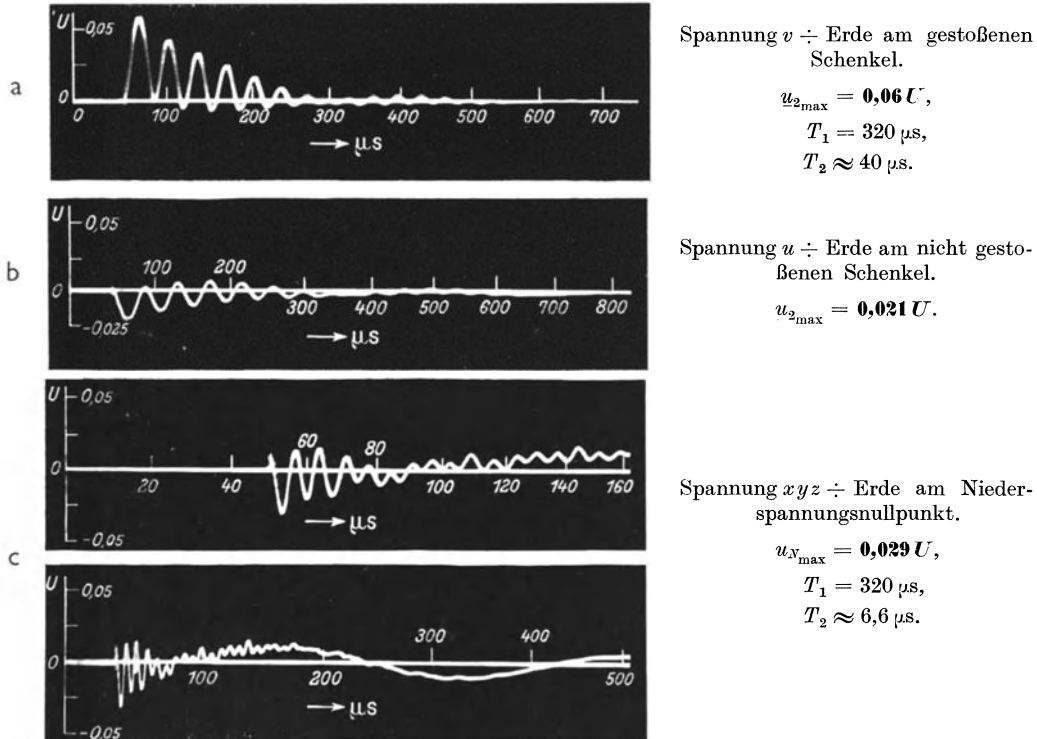 a
U
0,05
0
0
100
200
300
400
500
600
700
→ μs
Spannung v ÷ Erde am gestoßenen
Schenkel.
u₂max = 0,06 U,
T₁ = 320 μs,
T₂ ≈ 40 μs.
b
U
0,05
0
-0,025
100
200
300
400
500
600
700
800
→ μs
Spannung u ÷ Erde am nicht gesto-
ßenen Schenkel.
u₂max = 0,021 U.
c
U
0,05
0
-0,05
20
40
60
80
100
120
140
160
→ μs
U
0,05
0
-0,05
100
200
300
400
500
→ μs
Spannung xyz ÷ Erde am Nieder-
spannungsnullpunkt.
uNmax = 0,029 U,
T₁ = 320 μs,
T₂ ≈ 6,6 μs.